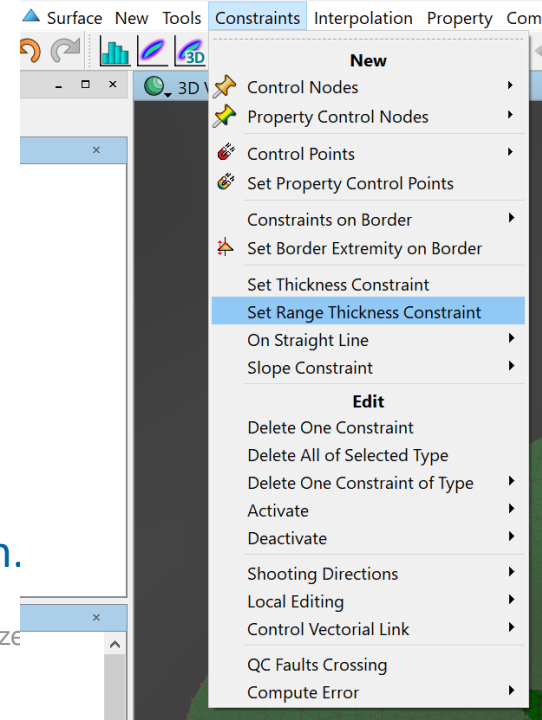 Surface New Tools Constraints Interpolation Property Com
3D
3D V
New
Control Nodes
Property Control Nodes
Control Points
Set Property Control Points
Constraints on Border
Set Border Extremity on Border
Set Thickness Constraint
Set Range Thickness Constraint
On Straight Line
Slope Constraint
Edit
Delete One Constraint
Delete All of Selected Type
Delete One Constraint of Type
Activate
Deactivate
n.
Shooting Directions
Local Editing
ze
Control Vectorial Link
QC Faults Crossing
Compute Error